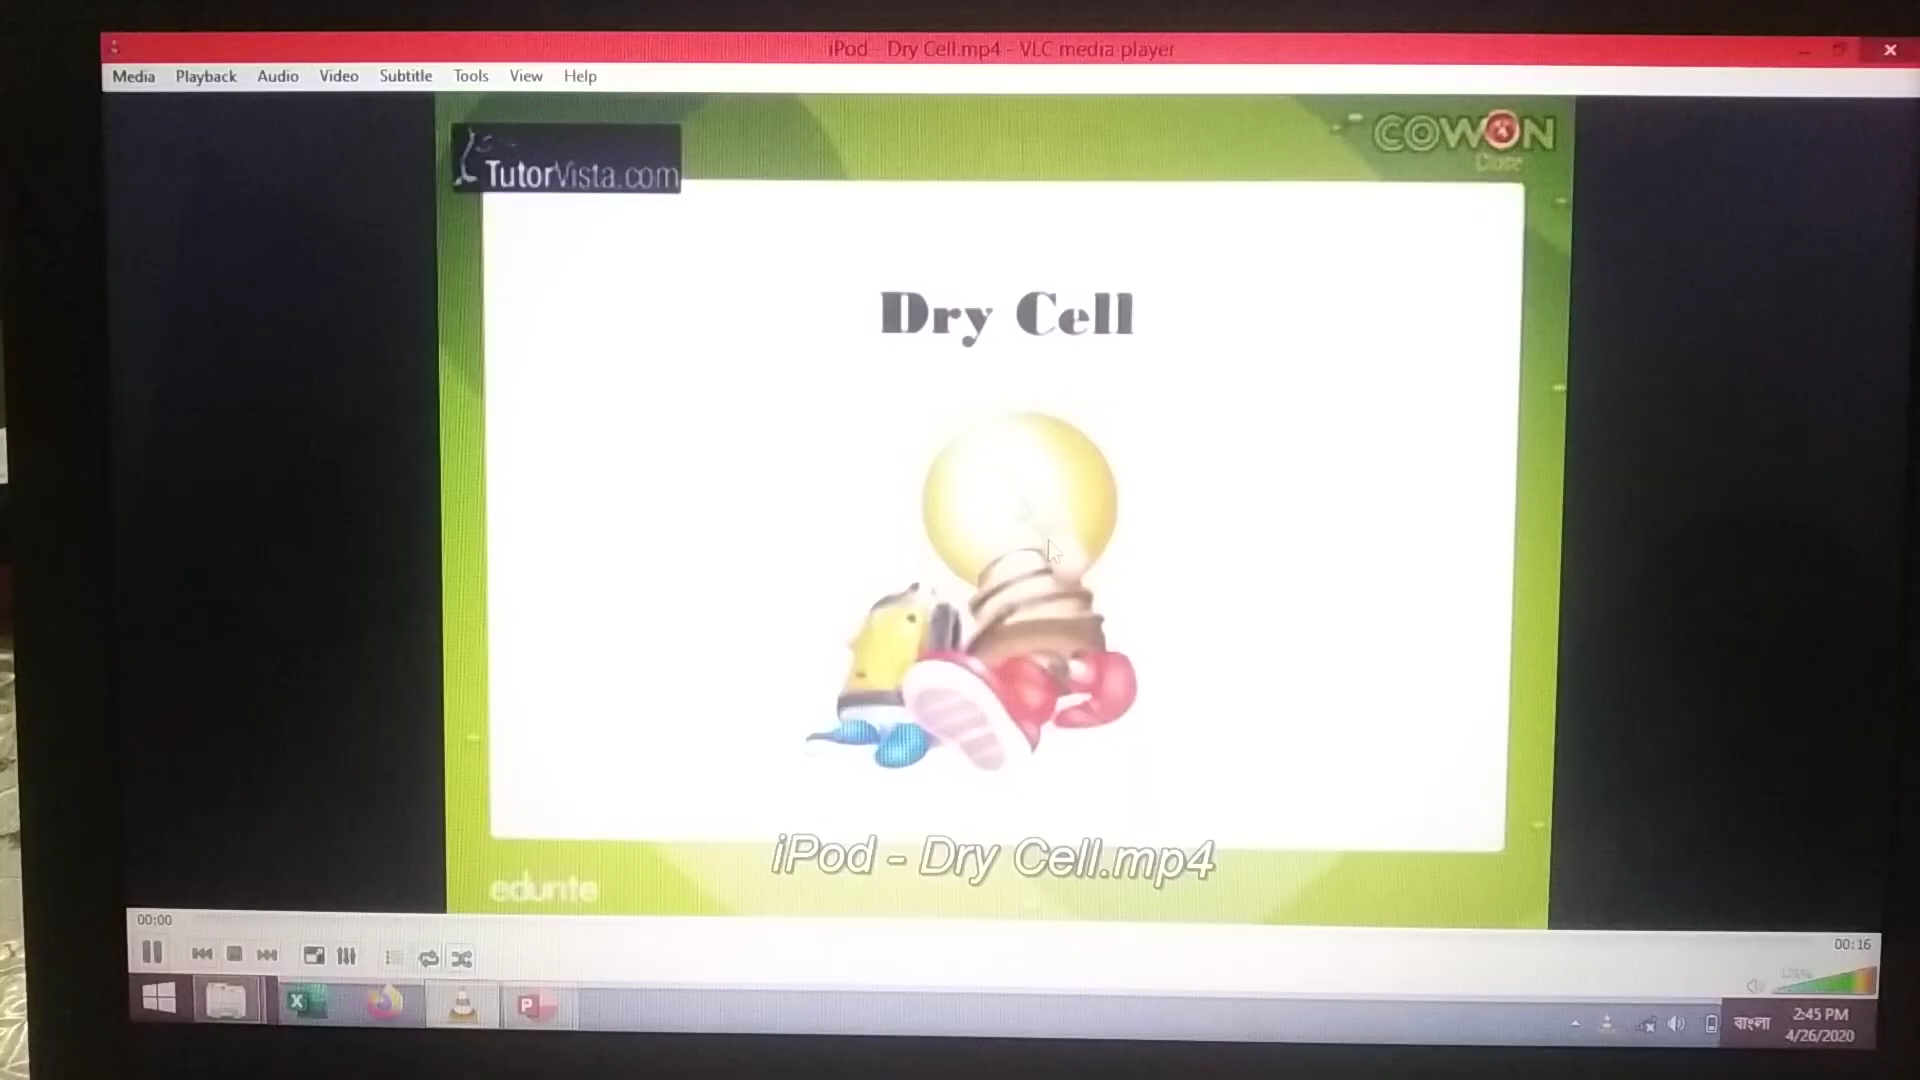 iPod - Dry Cell.mp4 - VLC media player
Media Playback Audio Video Subtitle Tools View Help
TutorVista.com
COWON
Dry Cell
iPod - Dry Cell.mp4
edurite
00:00
00:16
125%
বাংলা
2:45 PM
4/26/2020